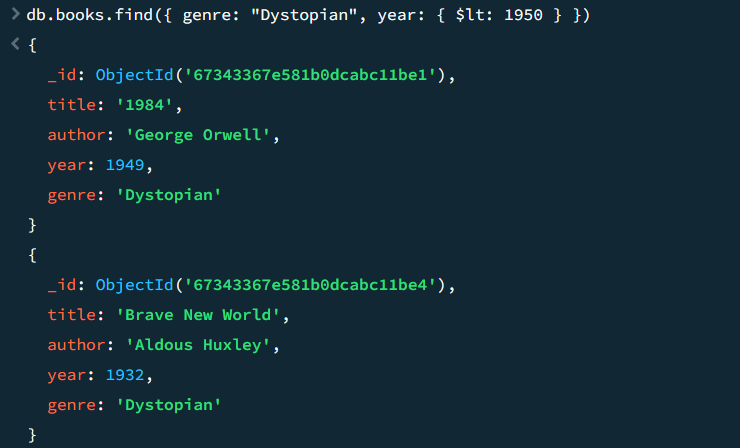 > db.books.find({ genre: "Dystopian", year: { $lt: 1950 } })
< {
_id: ObjectId('67343367e581b0dcabc11be1'),
title: '1984',
author: 'George Orwell',
year: 1949,
genre: 'Dystopian'
}
{
_id: ObjectId('67343367e581b0dcabc11be4'),
title: 'Brave New World',
author: 'Aldous Huxley',
year: 1932,
genre: 'Dystopian'
}